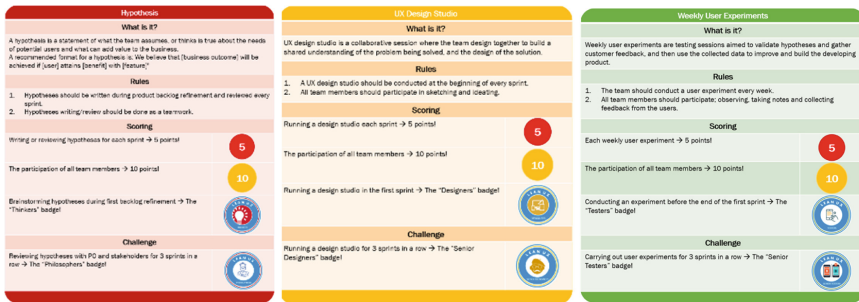 Hypothesis
What is it?
A hypothesis is a statement of what the team assumes, or thinks is true about the needs
of potential users and what can add value to the business.
A recommended format for a hypothesis is: We believe that [business outcome] will be
achieved if [user] attains [benefit] with [feature]"
Rules
1. Hypotheses should be written during product backlog refinement and reviewed every
sprint.
2. Hypotheses writing/review should be done as a teamwork.
Scoring
Writing or reviewing hypotheses for each sprint → 5 points!
5
The participation of all team members → 10 points!
10
Brainstorming hypotheses during first backlog refinement → The
"Thinkers" badge!
LEAN UX
Challenge
Reviewing hypotheses with PO and stakeholders for 3 sprints in a
row → The "Philosophers" badge!
LEAN UX
UX Design Studio
What is it?
UX design studio is a collaborative session where the team design together to build a
shared understanding of the problem being solved, and the design of the solution.
Rules
1. A UX design studio should be conducted at the beginning of every sprint.
2. All team members should participate in sketching and ideating.
Scoring
Running a design studio each sprint → 5 points!
5
The participation of all team members → 10 points!
10
Running a design studio in the first sprint → The "Designers" badge!
LEAN UX
Challenge
Running a design studio for 3 sprints in a row → The "Senior
Designers" badge!
LEAN UX
Weekly User Experiments
What is it?
Weekly user experiments are testing sessions aimed to validate hypotheses and gather
customer feedback, and then use the collected data to improve and build the developing
product.
Rules
1. The team should conduct a user experiment every week.
2. All team members should participate; observing, taking notes and collecting
feedback from the users.
Scoring
Each weekly user experiment → 5 points!
5
The participation of all team members → 10 points!
10
Conducting an experiment before the end of the first sprint → The
"Testers" badge!
LEAN UX
Challenge
Carrying out user experiments for 3 sprints in a row → The "Senior
Testers" badge!
LEAN UX